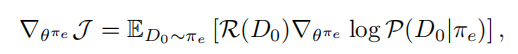 ∇_{θ^{π_e}} 𝒥 = 𝔼_{D_0∼π_e} [ℛ(D_0)∇_{θ^{π_e}} log 𝒫(D_0|π_e)] ,